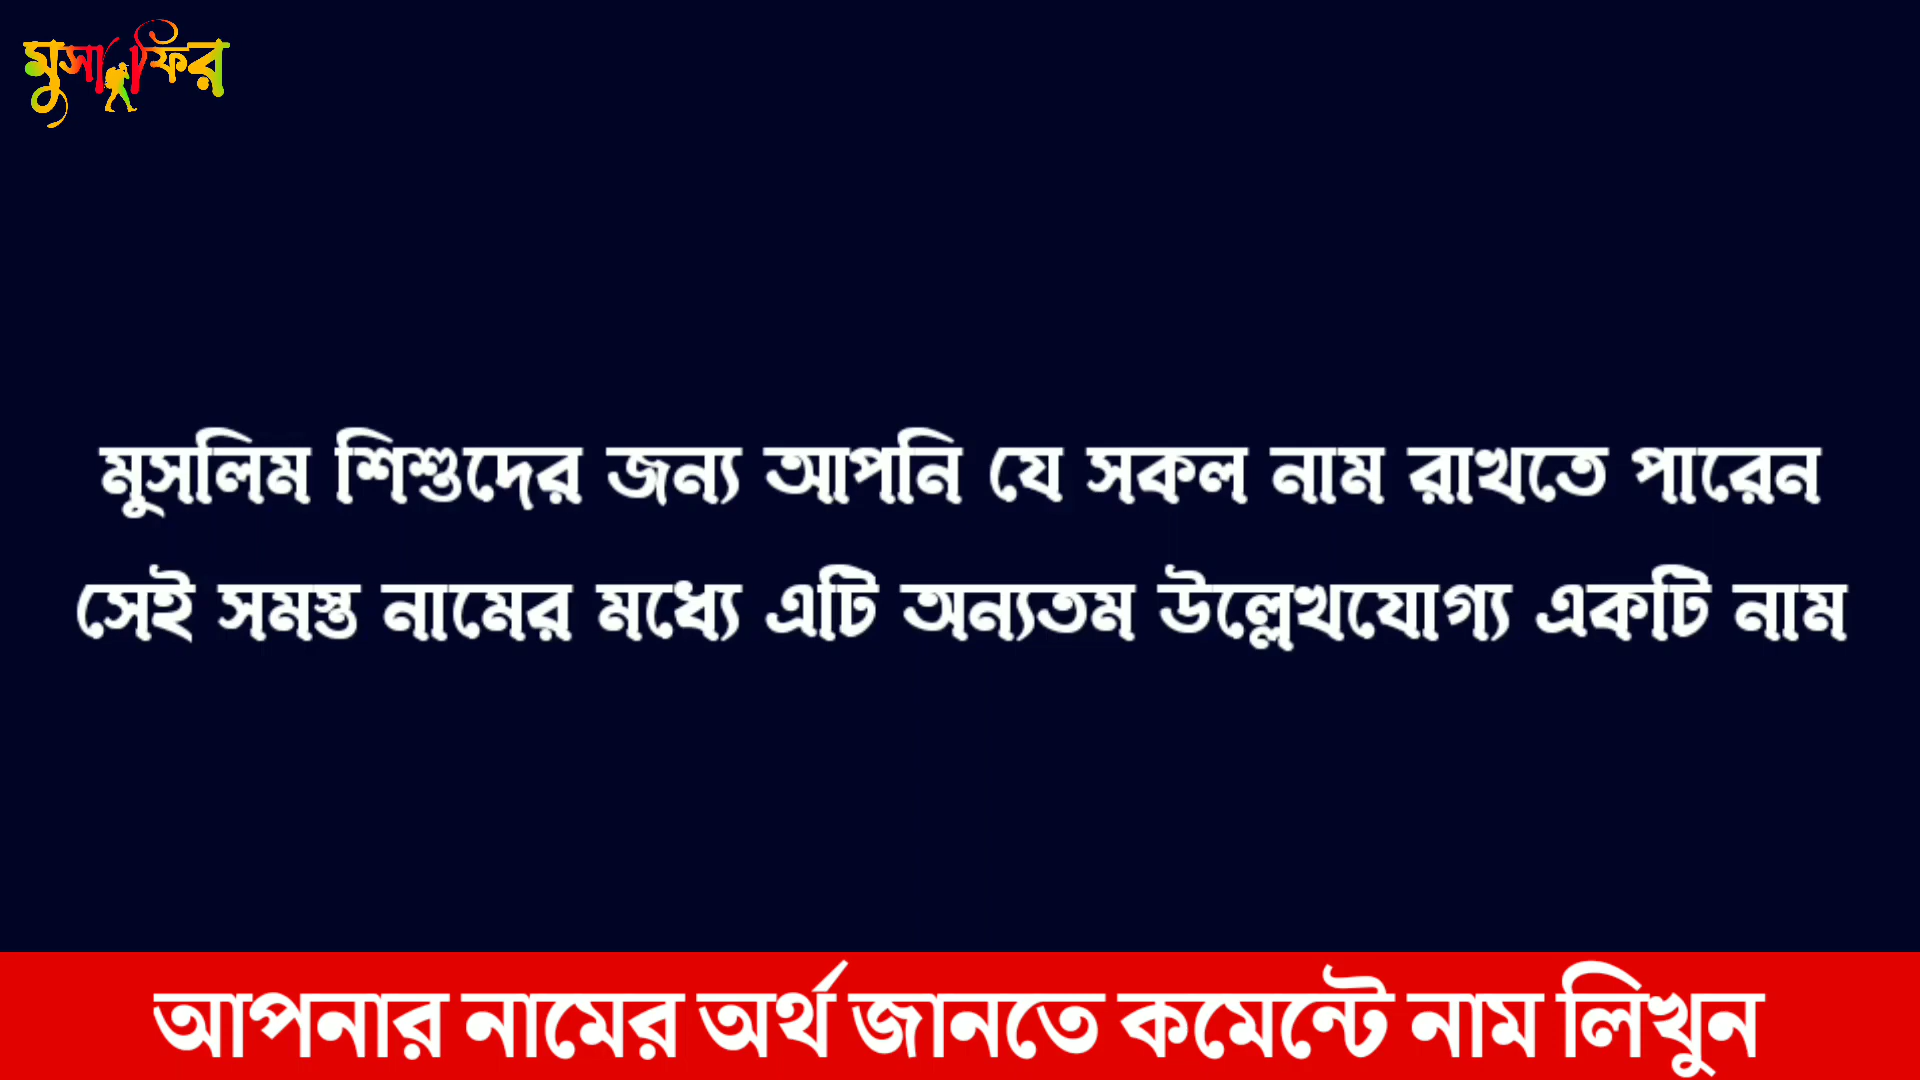 মুসাফির
মুসলিম শিশুদের জন্য আপনি যে সকল নাম রাখতে পারেন
সেই সমস্ত নামের মধ্যে এটি অন্যতম উল্লেখযোগ্য একটি নাম
আপনার নামের অর্থ জানতে কমেন্টে নাম লিখুন